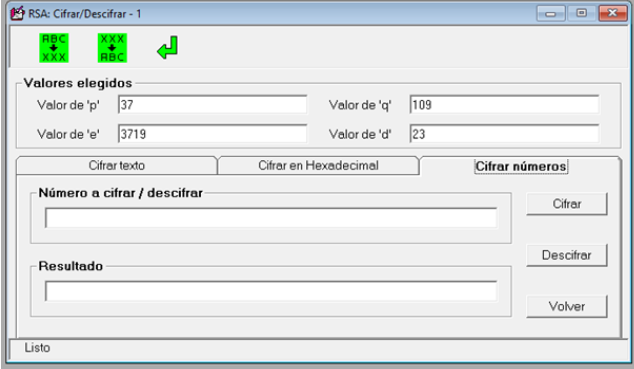 RSA: Cifrar/Descifrar - 1
ABC XXX
XXX ABC
Valores elegidos
Valor de 'p' 37 Valor de 'q' 109
Valor de 'e' 3719 Valor de 'd' 23
Cifrar texto Cifrar en Hexadecimal Cifrar números
Número a cifrar / descifrar
Cifrar
Descifrar
Resultado
Volver
Listo